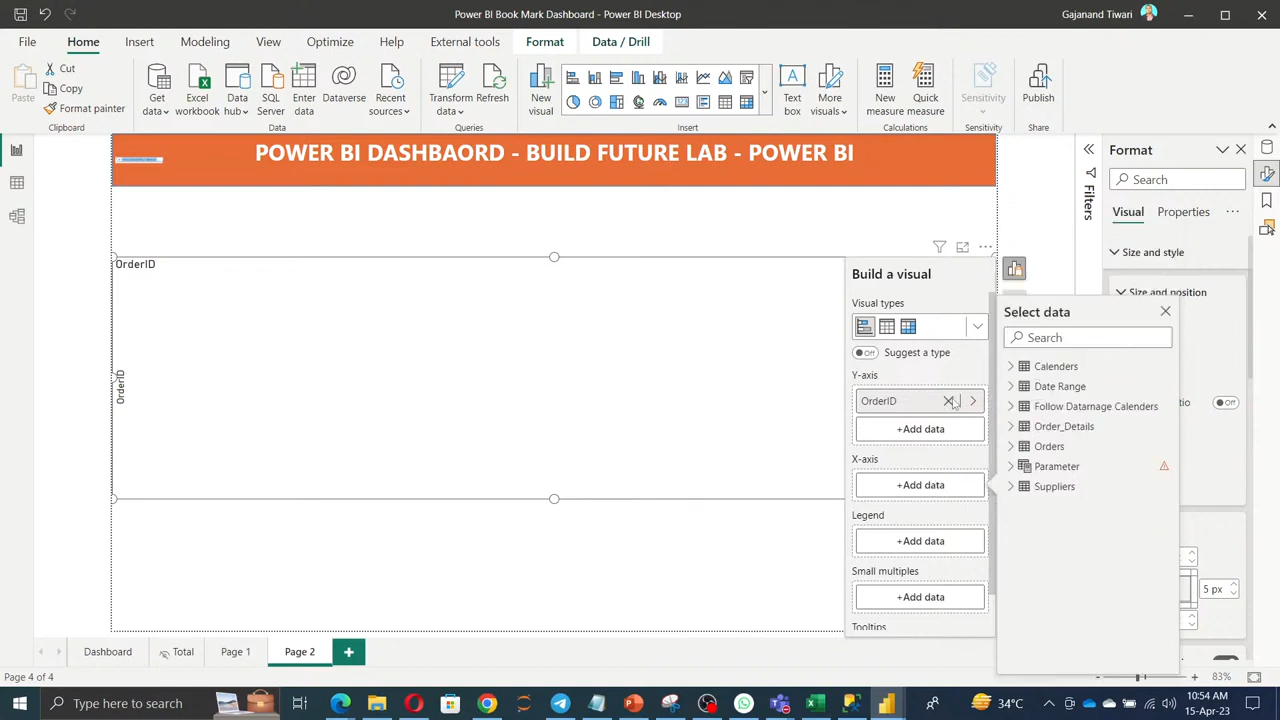 Power BI Book Mark Dashboard - Power BI Desktop
Gajanand Tiwari
File Home Insert Modeling View Optimize Help External tools Format Data / Drill
Paste
Cut
Copy
Format painter
Clipboard
Get data
Excel workbook
Data hub
SQL Server
Enter data
Dataverse
Recent sources
Data
Transform data
Refresh
Queries
New visual
Text box
More visuals
Insert
New measure
Quick measure
Calculations
Sensitivity
Sensitivity
Publish
Share
POWER BI DASHBAORD - BUILD FUTURE LAB - POWER BI
OrderID
OrderID
Build a visual
Visual types
Off Suggest a type
Y-axis
OrderID
+Add data
X-axis
+Add data
Legend
+Add data
Small multiples
+Add data
Tooltips
Select data
Search
Calenders
Date Range
Follow Datarnage Calenders
Order_Details
Orders
Parameter
Suppliers
Filters
Format
Search
Visual Properties
Size and style
Size and position
Off
5 px
Dashboard Total Page 1 Page 2
Page 4 of 4
83%
Type here to search
34°C
10:54 AM
15-Apr-23